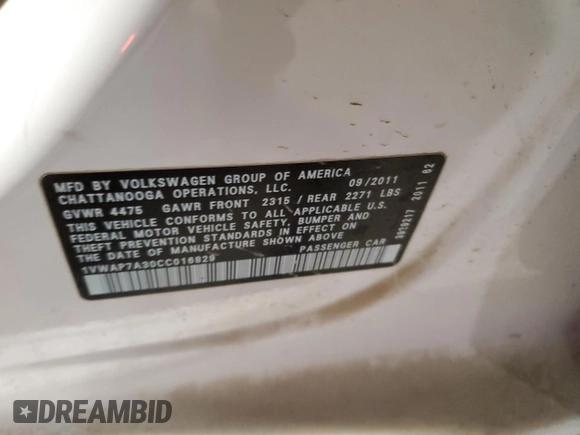 MFD BY VOLKSWAGEN GROUP OF AMERICA
CHATTANOOGA OPERATIONS, LLC. 09/2011
GVWR 4475 GAWR FRONT 2315 / REAR 2271 LBS
THIS VEHICLE CONFORMS TO ALL APPLICABLE U.S.
FEDERAL MOTOR VEHICLE SAFETY, BUMPER AND
THEFT PREVENTION STANDARDS IN EFFECT ON
THE DATE OF MANUFACTURE SHOWN ABOVE
1VWAP7A30CC016829 PASSENGER CAR
3939217 2011 82
DREAMBID